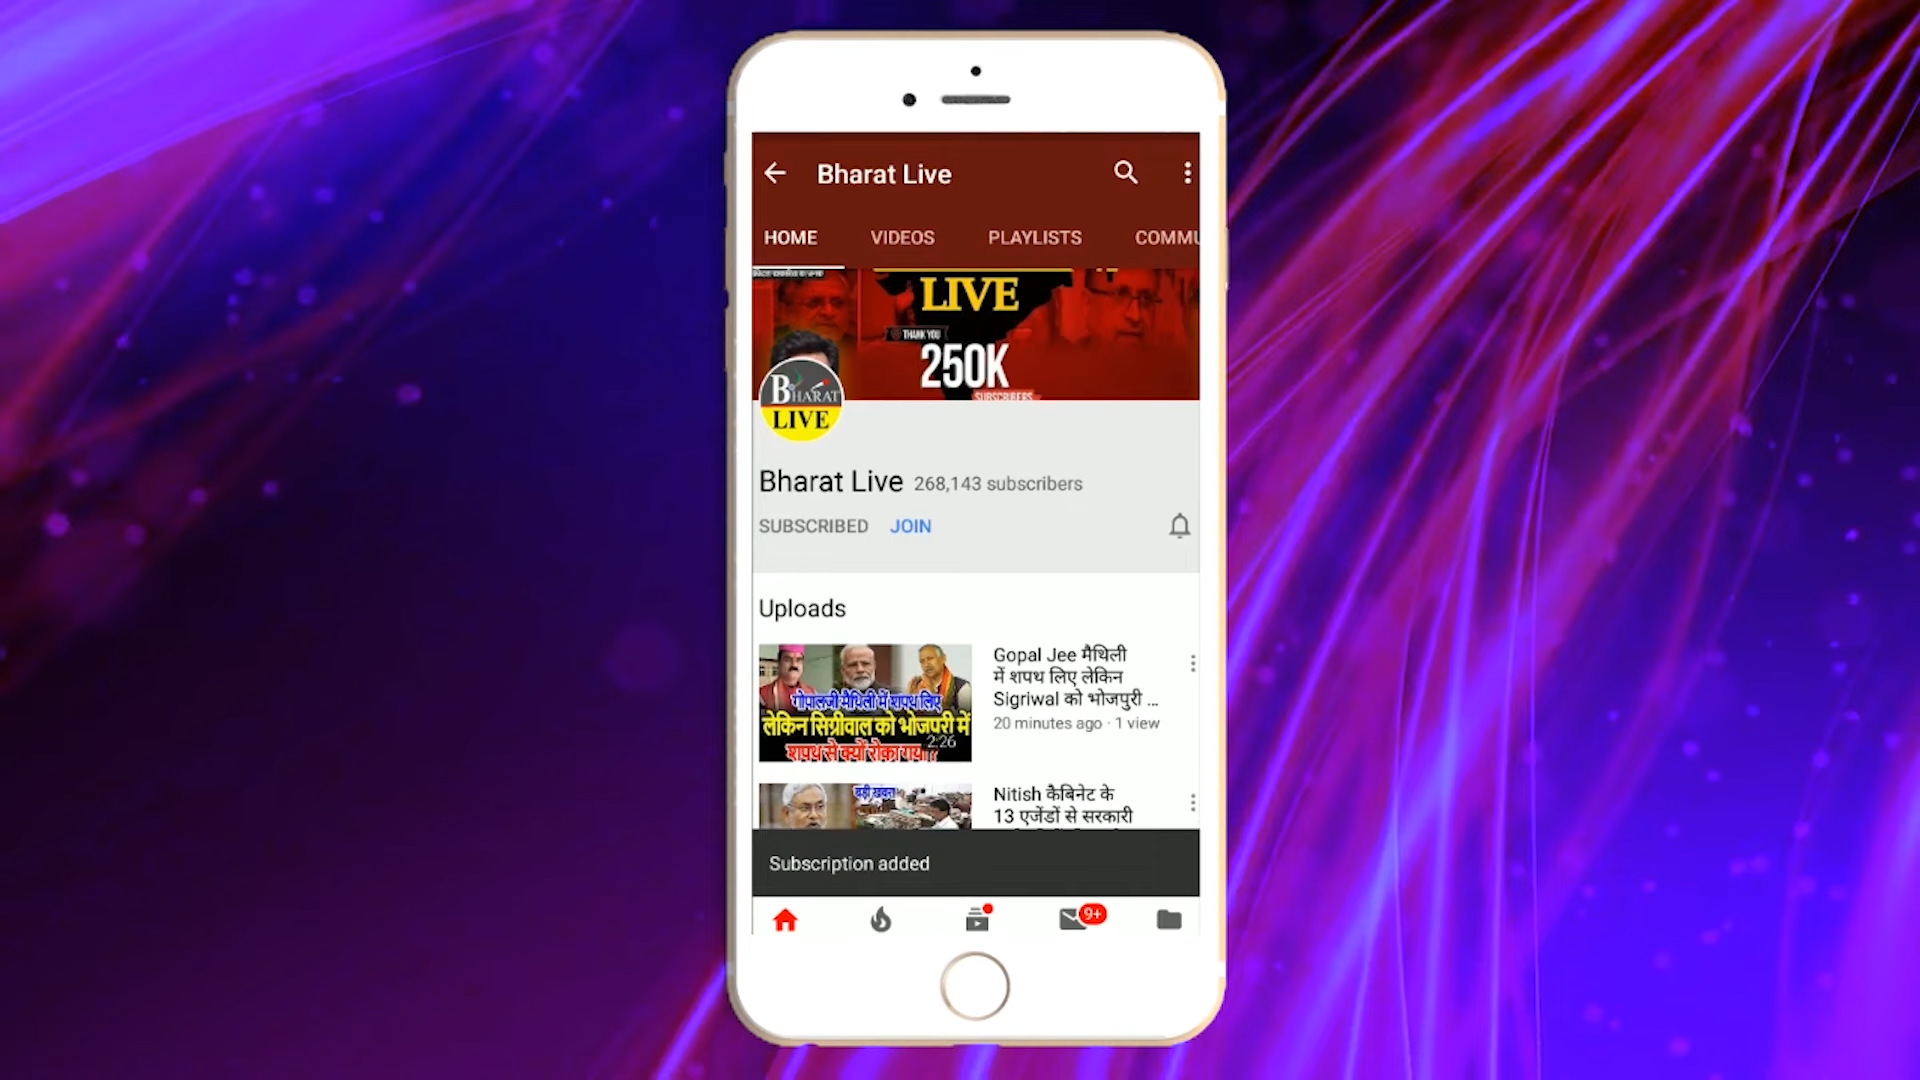 Bharat Live
HOME VIDEOS PLAYLISTS COMMU
LIVE
THANK YOU
250K
SUBSCRIBERS
BHARAT
LIVE
Bharat Live 268,143 subscribers
SUBSCRIBED JOIN
Uploads
गोपालजी मैथिली में शपथ लिए
लेकिन सिग्रीवाल को भोजपुरी में
शपथ से क्यों रोका गय
2:26
Gopal Jee मैथिली
में शपथ लिए लेकिन
Sigriwal को भोजपुरी ...
20 minutes ago · 1 view
बड़ी खबर
Nitish कैबिनेट के
13 एजेंडों से सरकारी
Subscription added
9+